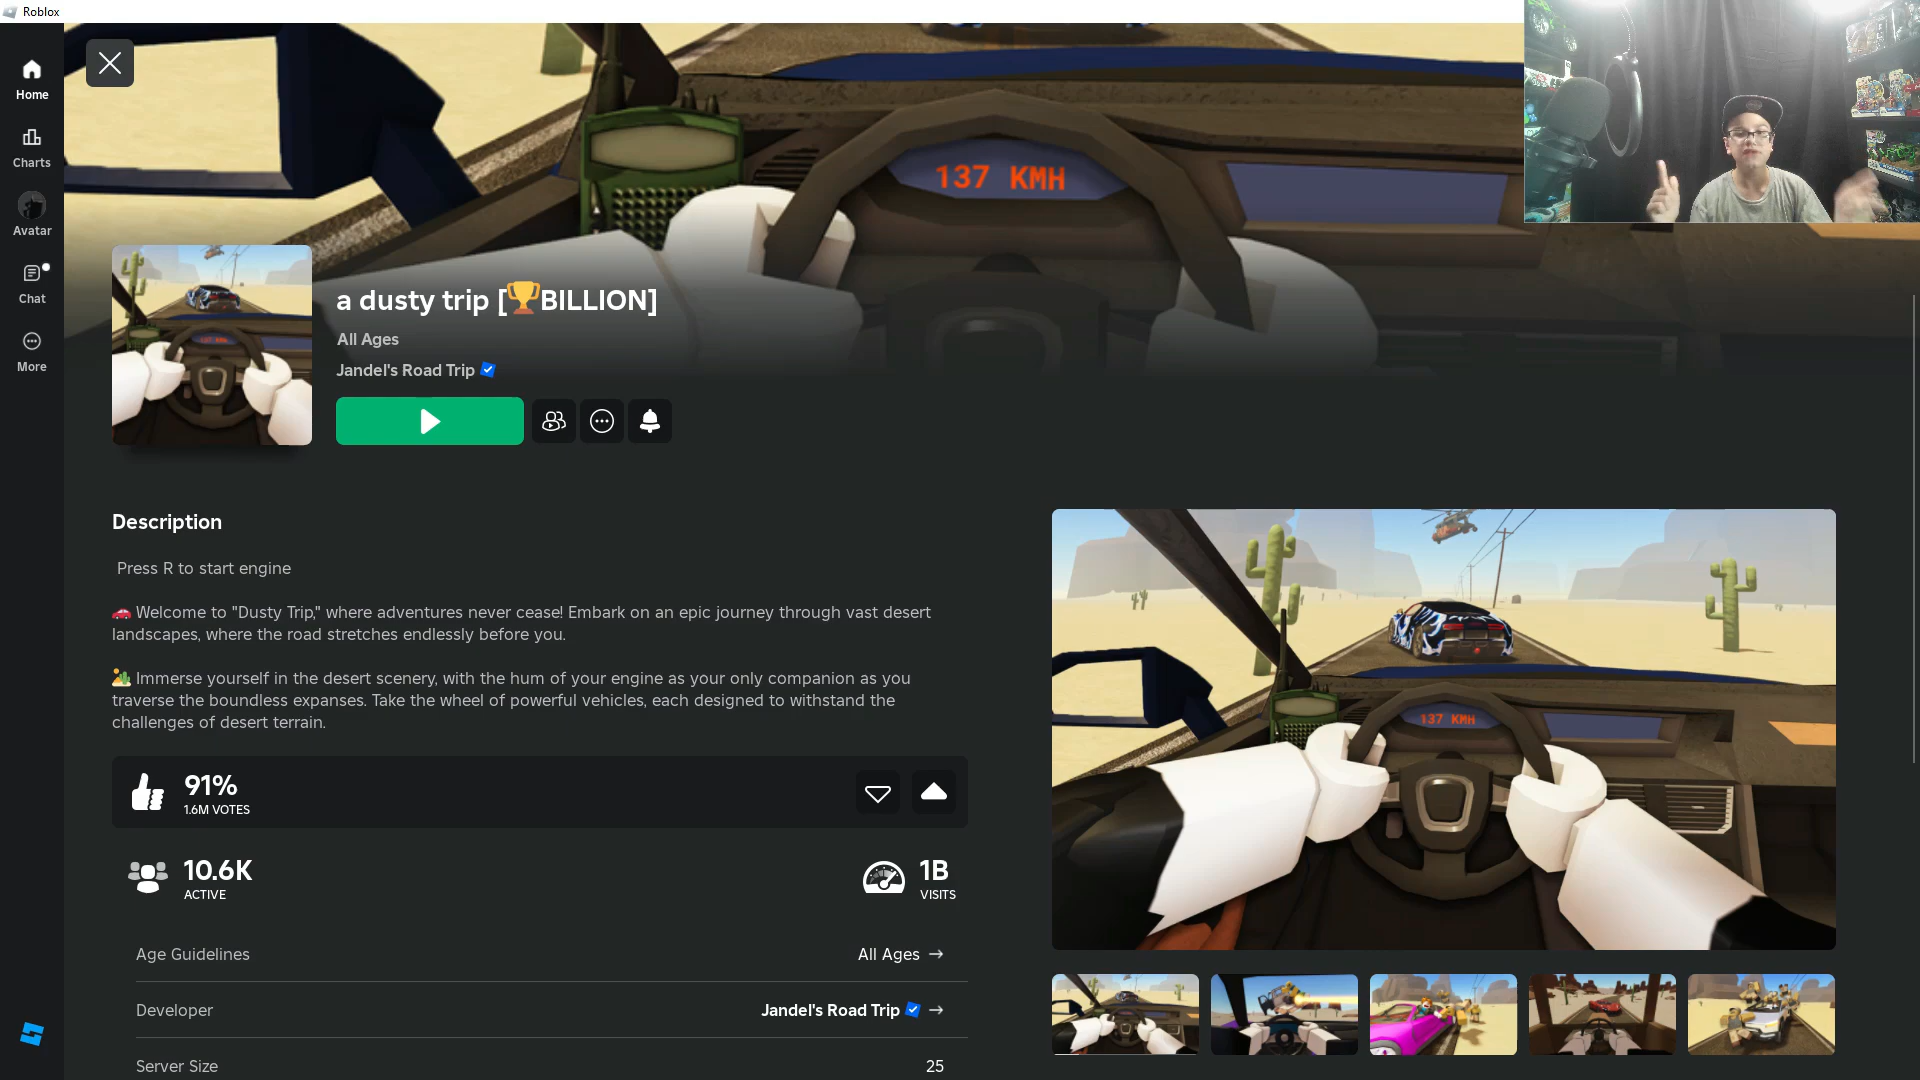 Roblox
Home
Charts
Avatar
Chat
More
137 KMH
a dusty trip [🏆BILLION]
All Ages
Jandel's Road Trip
Description
Press R to start engine
🚗 Welcome to "Dusty Trip," where adventures never cease! Embark on an epic journey through vast desert
landscapes, where the road stretches endlessly before you.
🏜️ Immerse yourself in the desert scenery, with the hum of your engine as your only companion as you
traverse the boundless expanses. Take the wheel of powerful vehicles, each designed to withstand the
challenges of desert terrain.
91%
1.6M VOTES
10.6K
ACTIVE
1B
VISITS
Age Guidelines
All Ages
Developer
Jandel's Road Trip
Server Size
25
137 KMH